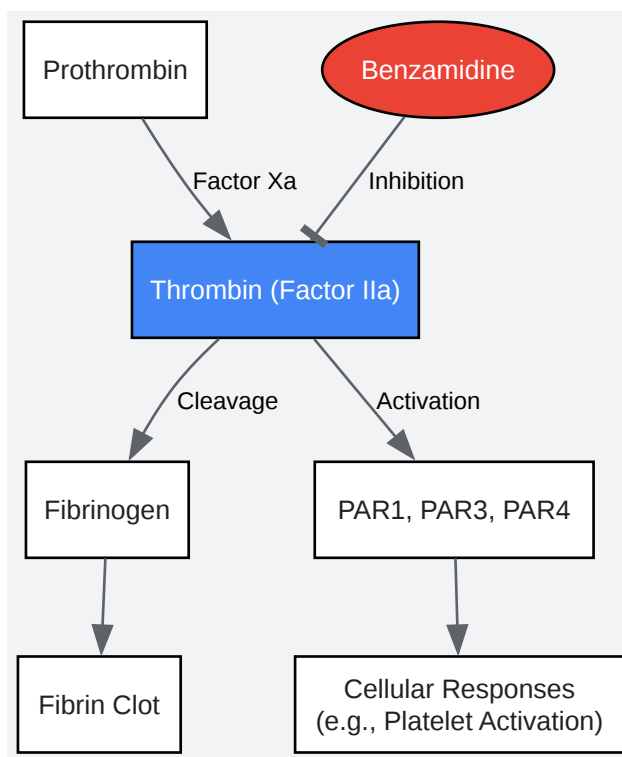 Prothrombin
Benzamidine
Factor Xa
Inhibition
Thrombin (Factor IIa)
Cleavage
Activation
Fibrinogen
PAR1, PAR3, PAR4
Fibrin Clot
Cellular Responses
(e.g., Platelet Activation)